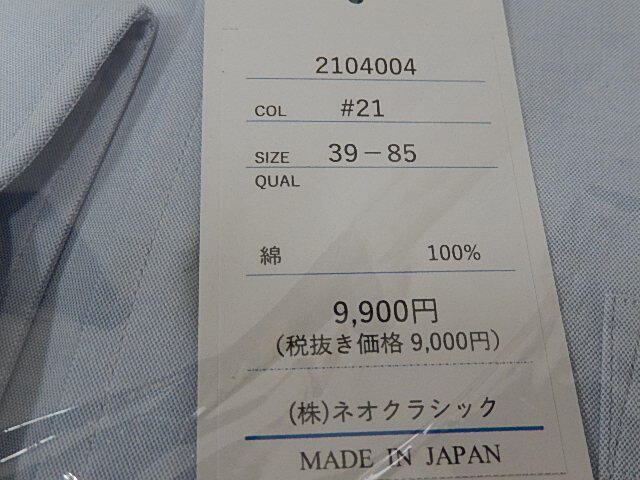 2104004
COL #21
SIZE 39－85
QUAL
綿 100%
9,900円
(税抜き価格 9,000円)
(株)ネオクラシック
MADE IN JAPAN